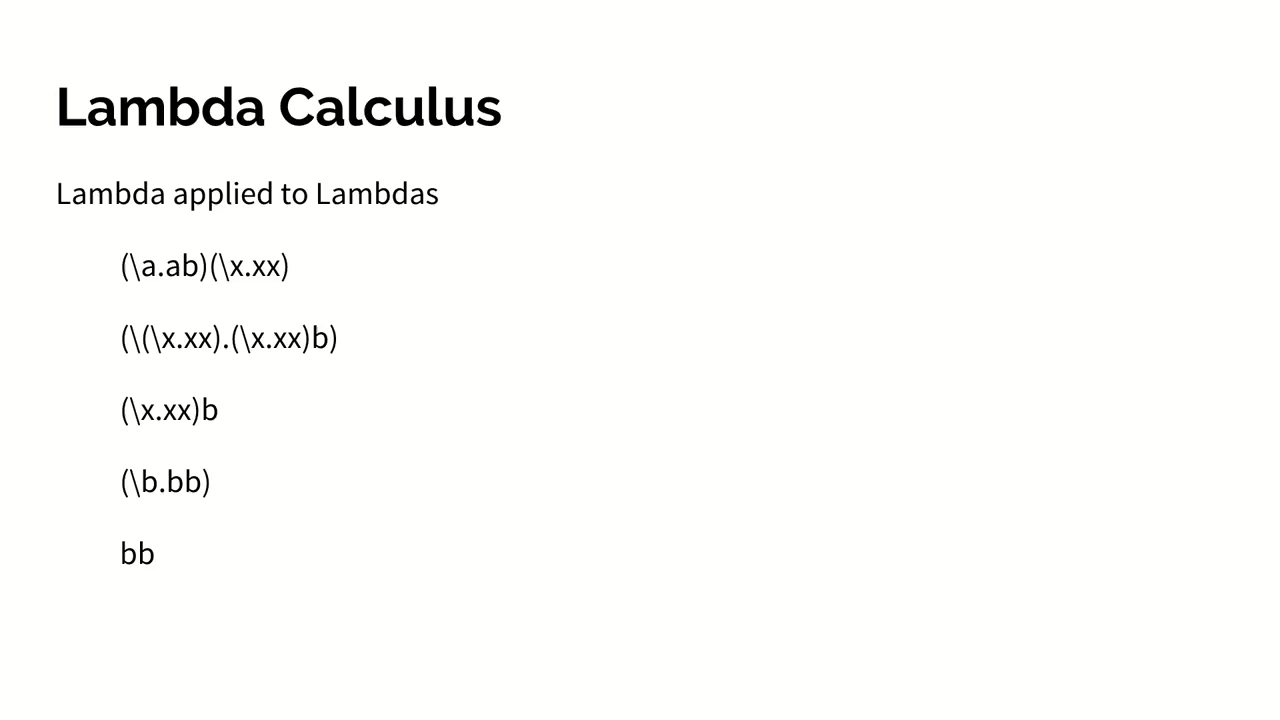 Lambda Calculus
Lambda applied to Lambdas
(\a.ab)(\x.xx)
(\(\x.xx).(\x.xx)b)
(\x.xx)b
(\b.bb)
bb